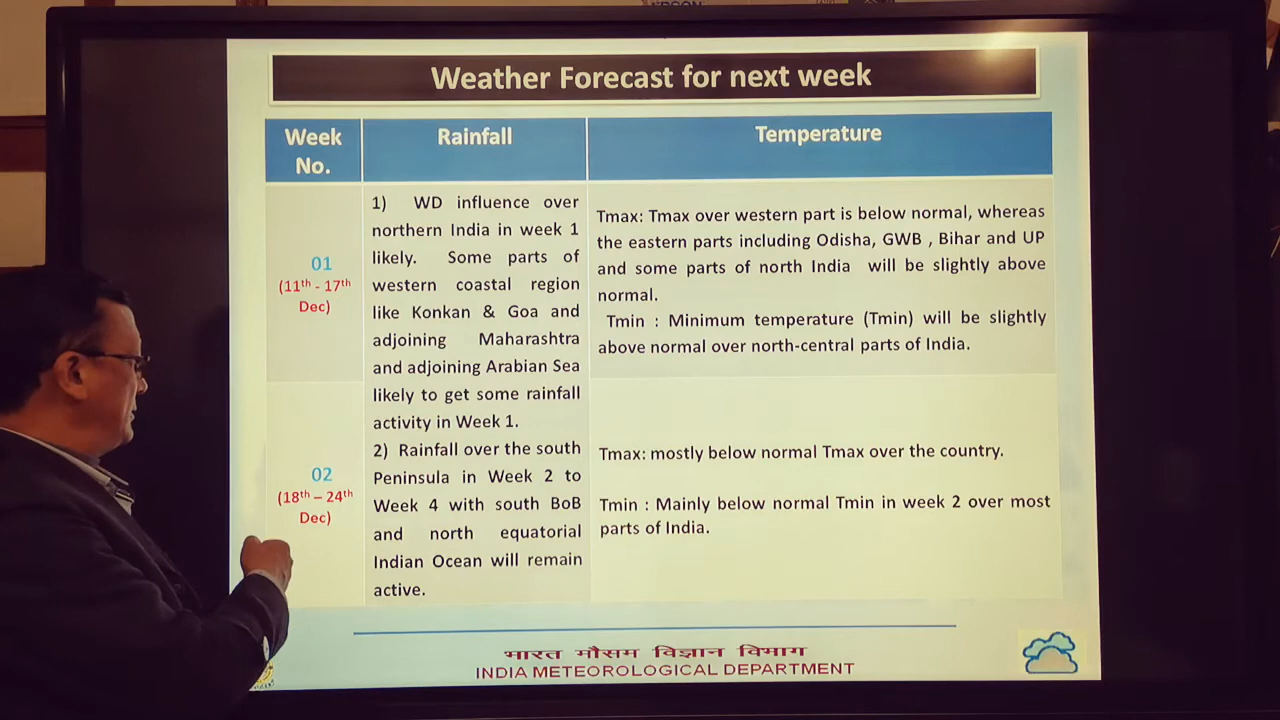 Weather Forecast for next week
Week
No.
Rainfall
Temperature
01
(11th - 17th
Dec)
1) WD influence over
northern India in week 1
likely. Some parts of
western coastal region
like Konkan & Goa and
adjoining Maharashtra
and adjoining Arabian Sea
likely to get some rainfall
activity in Week 1.
2) Rainfall over the south
Peninsula in Week 2 to
Week 4 with south BoB
and north equatorial
Indian Ocean will remain
active.
Tmax: Tmax over western part is below normal, whereas
the eastern parts including Odisha, GWB , Bihar and UP
and some parts of north India will be slightly above
normal.
Tmin : Minimum temperature (Tmin) will be slightly
above normal over north-central parts of India.
02
(18th – 24th
Dec)
Tmax: mostly below normal Tmax over the country.
Tmin : Mainly below normal Tmin in week 2 over most
parts of India.
भारत मौसम विज्ञान विभाग
INDIA METEOROLOGICAL DEPARTMENT